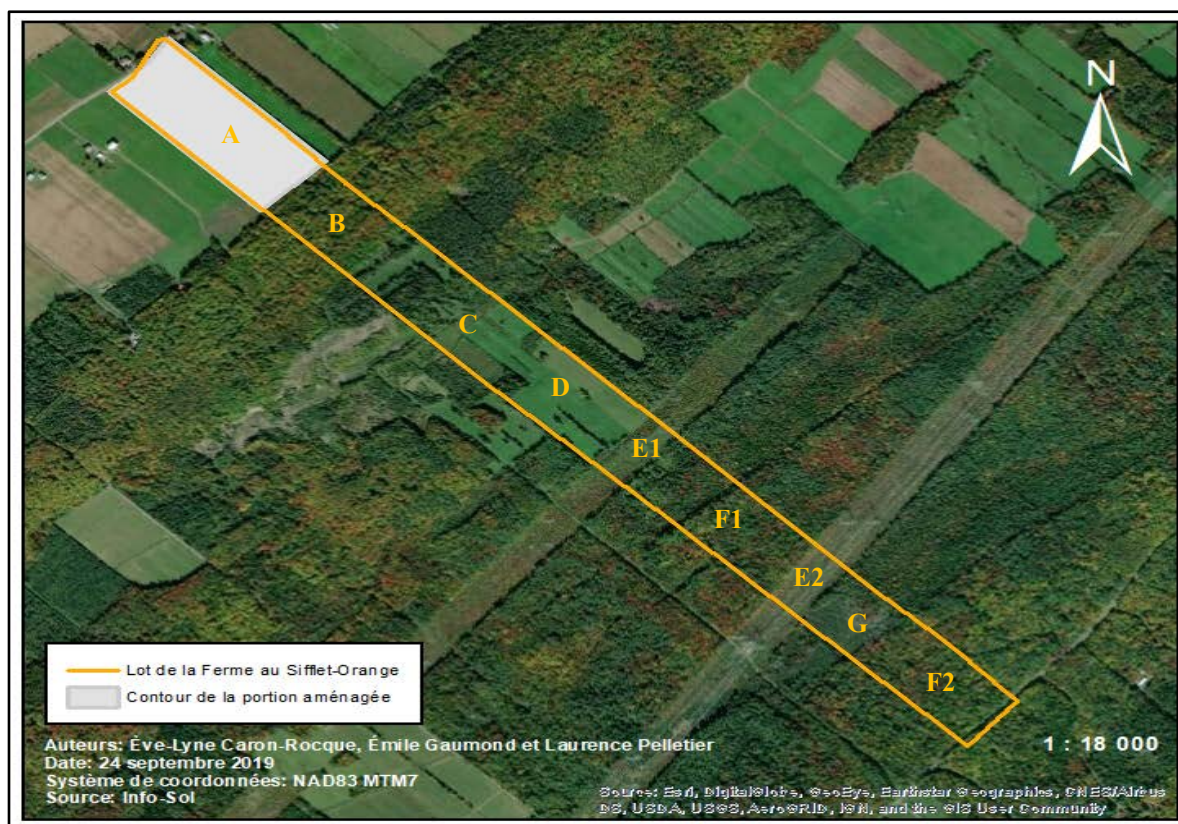 N
A
B
C
D
E1
F1
E2
G
F2
Lot de la Ferme au Sifflet-Orange
Contour de la portion aménagée
Auteurs: Éve-Lyne Caron-Rocque, Émile Gaumond et Laurence Pelletier
Date: 24 septembre 2019
Système de coordonnées: NAD83 MTM7
Source: Info-Sol
1 : 18 000
Source: Esri, DigitalGlobe, GeoEye, Earthstar Geographics, CNES/Airbus
DS, USDA, USGS, AeroGRID, IGN, and the GIS User Community